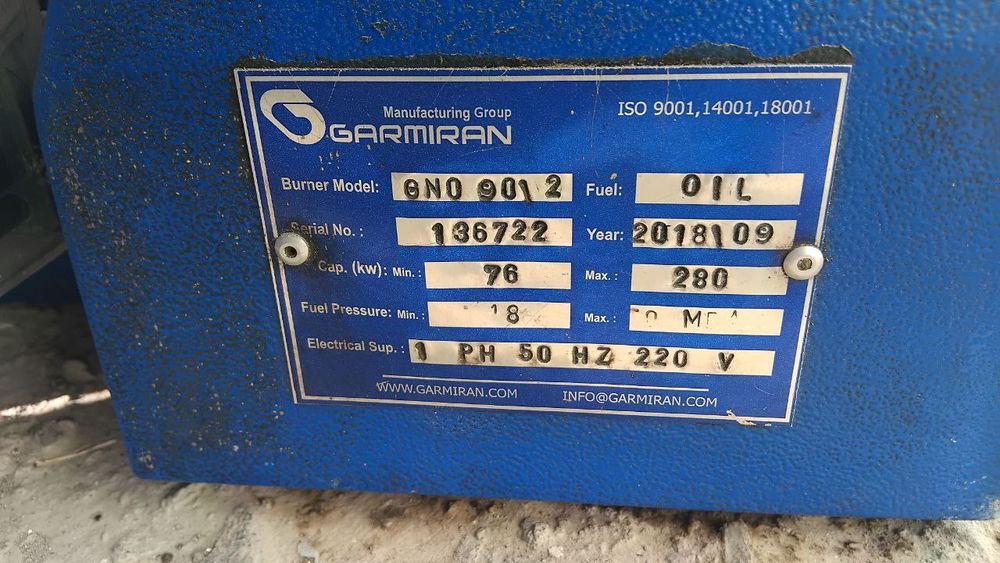 Manufacturing Group
GARMIRAN
ISO 9001,14001,18001
Burner Model: GNO 90\2 Fuel: OIL
Serial No. : 136722 Year: 2018\09
Cap. (kw): Min. : 76 Max. : 280
Fuel Pressure: Min. : 18 Max. :
Electrical Sup. : 1 PH 50 HZ 220 V
WWW.GARMIRAN.COM INFO@GARMIRAN.COM